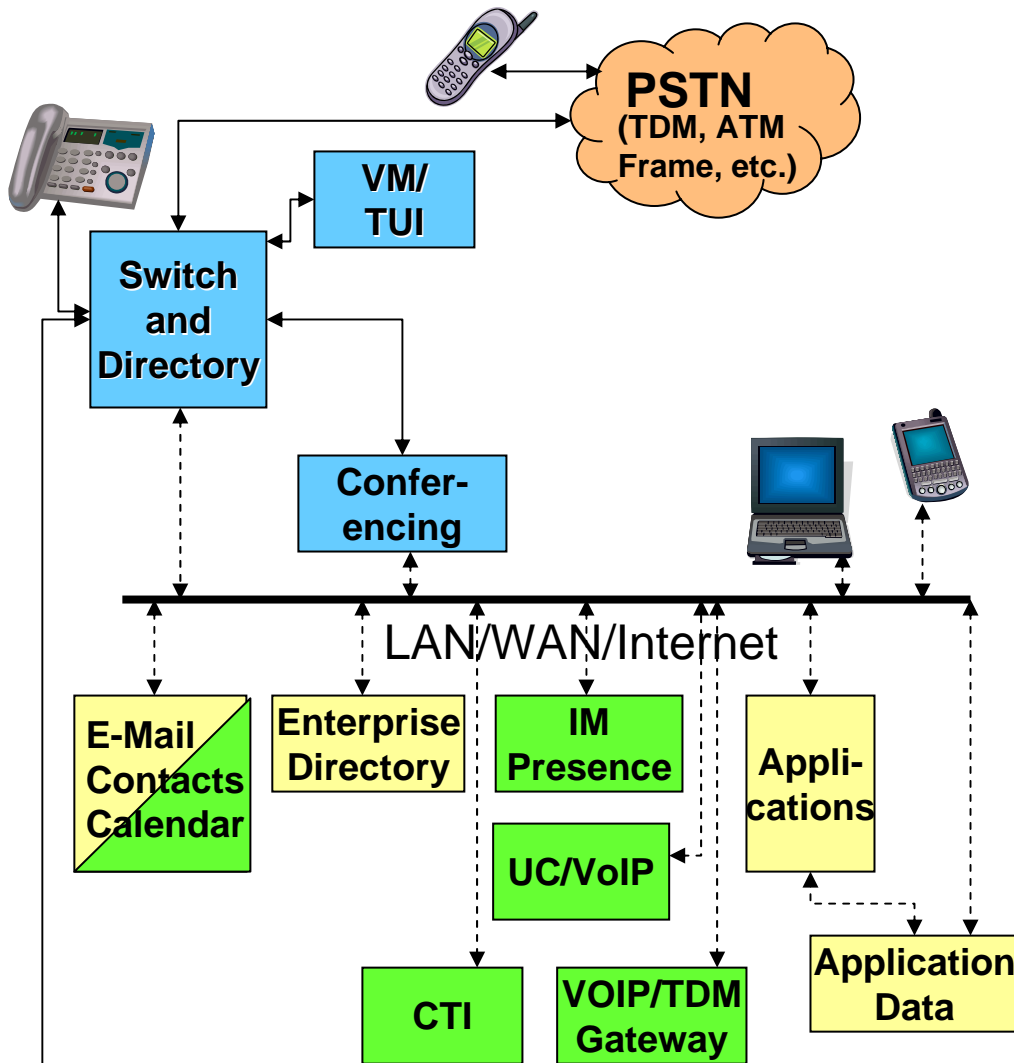 PSTN
(TDM, ATM
Frame, etc.)
VM/
TUI
Switch
and
Directory
Confer-
encing
LAN/WAN/Internet
E-Mail
Contacts
Calendar
Enterprise
Directory
IM
Presence
Appli-
cations
UC/VoIP
Application
Data
CTI
VOIP/TDM
Gateway